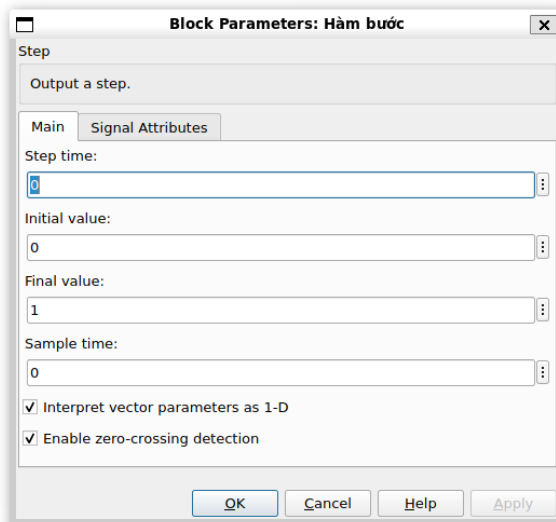 Block Parameters: Hàm bước
Step
Output a step.
Main Signal Attributes
Step time:
0
Initial value:
0
Final value:
1
Sample time:
0
Interpret vector parameters as 1-D
Enable zero-crossing detection
OK Cancel Help Apply